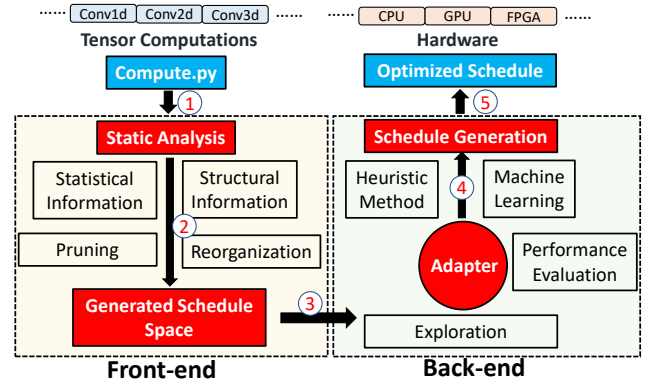 ...... Conv1d Conv2d Conv3d ......
Tensor Computations
Compute.py
1
Static Analysis
Statistical
Information
Structural
Information
2
Pruning
Reorganization
Generated Schedule
Space
3
Front-end
...... CPU GPU FPGA ......
Hardware
Optimized Schedule
5
Schedule Generation
Heuristic
Method
4
Machine
Learning
Adapter
Performance
Evaluation
Exploration
Back-end